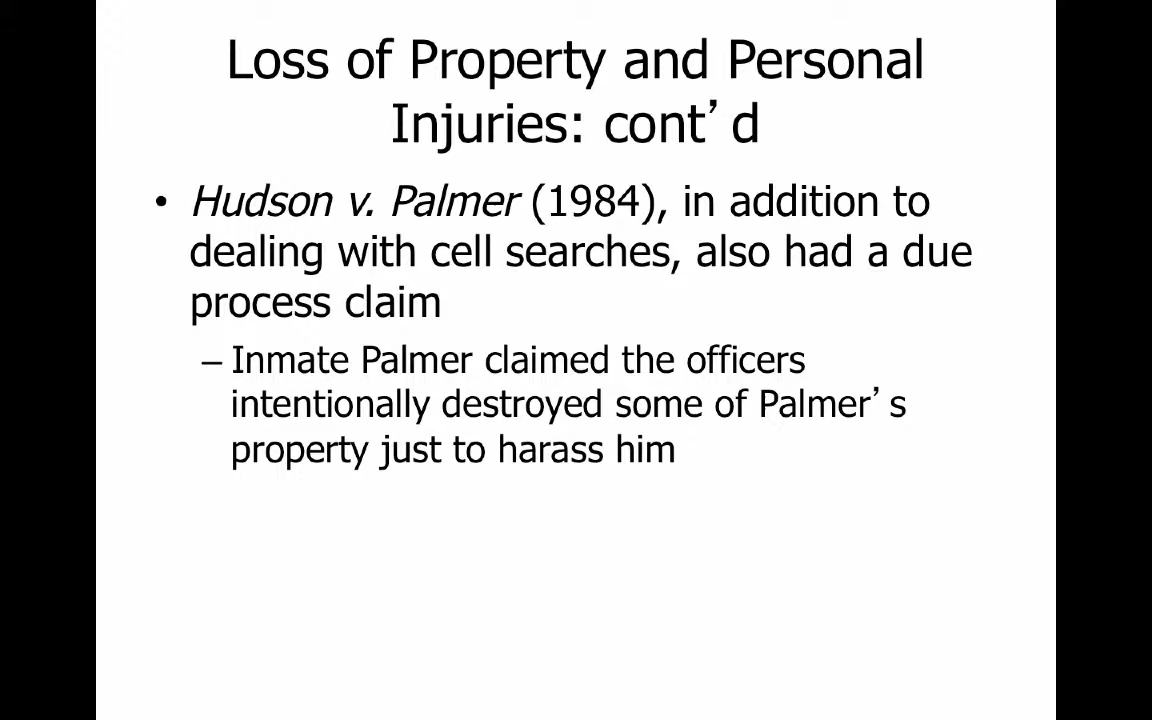 Loss of Property and Personal
Injuries: cont’d
• Hudson v. Palmer (1984), in addition to
dealing with cell searches, also had a due
process claim
– Inmate Palmer claimed the officers
intentionally destroyed some of Palmer’s
property just to harass him